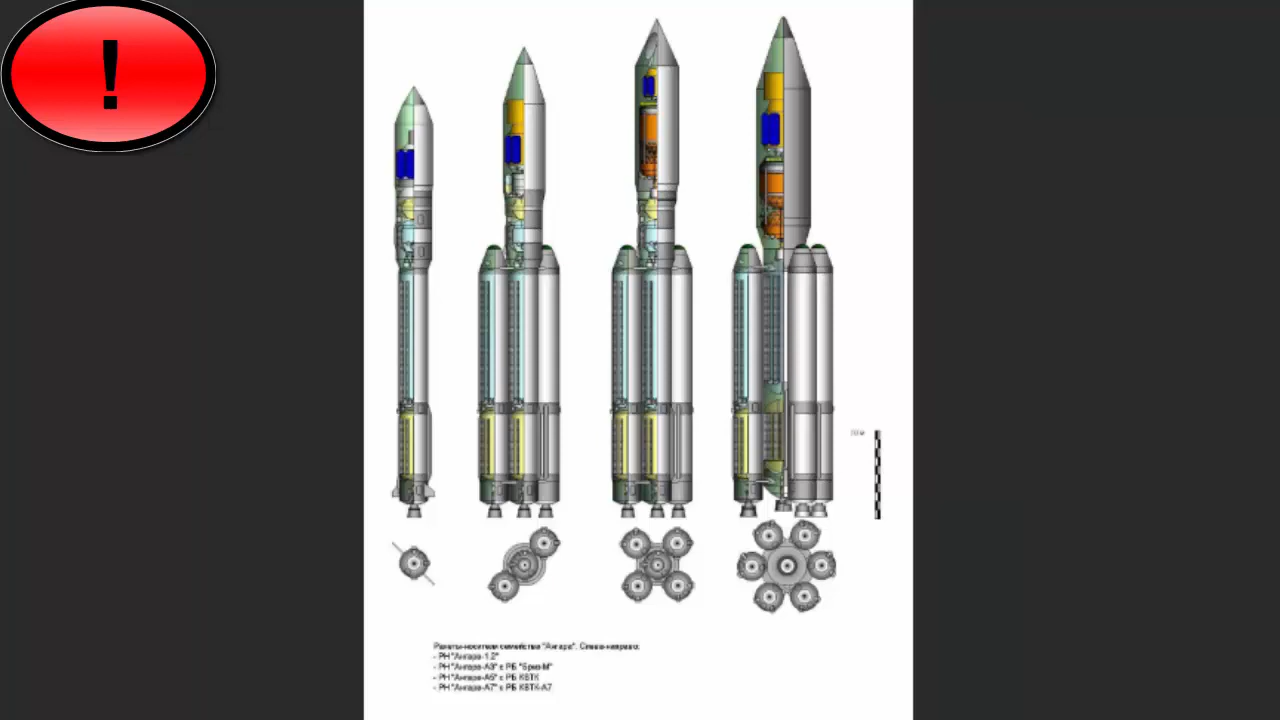 !
Ракеты-носители семейства "Ангара". Слева-направо:
- РН "Ангара-1.2"
- РН "Ангара-А3" с РБ "Бриз-М"
- РН "Ангара-А5" с РБ КВТК
- РН "Ангара-А7" с РБ КВТК-А7